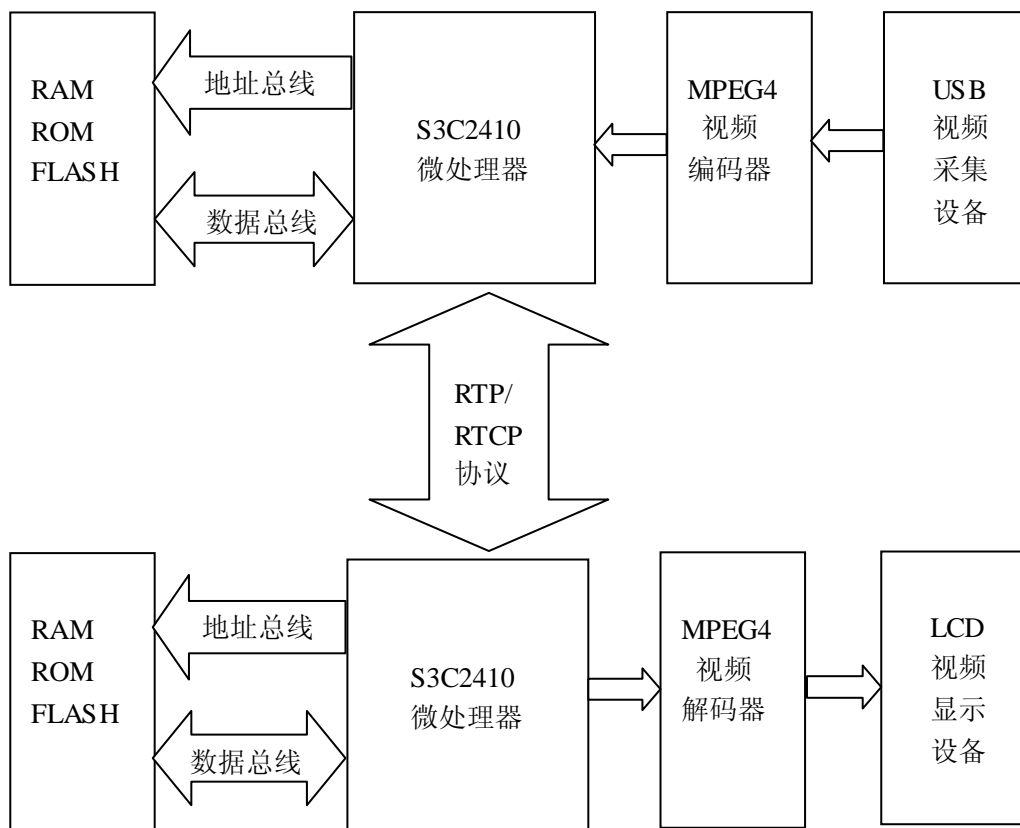 RAM
ROM
FLASH
地址总线
数据总线
S3C2410
微处理器
MPEG4
视频
编码器
USB
视频
采集
设备
RTP/
RTCP
协议
RAM
ROM
FLASH
地址总线
数据总线
S3C2410
微处理器
MPEG4
视频
解码器
LCD
视频
显示
设备